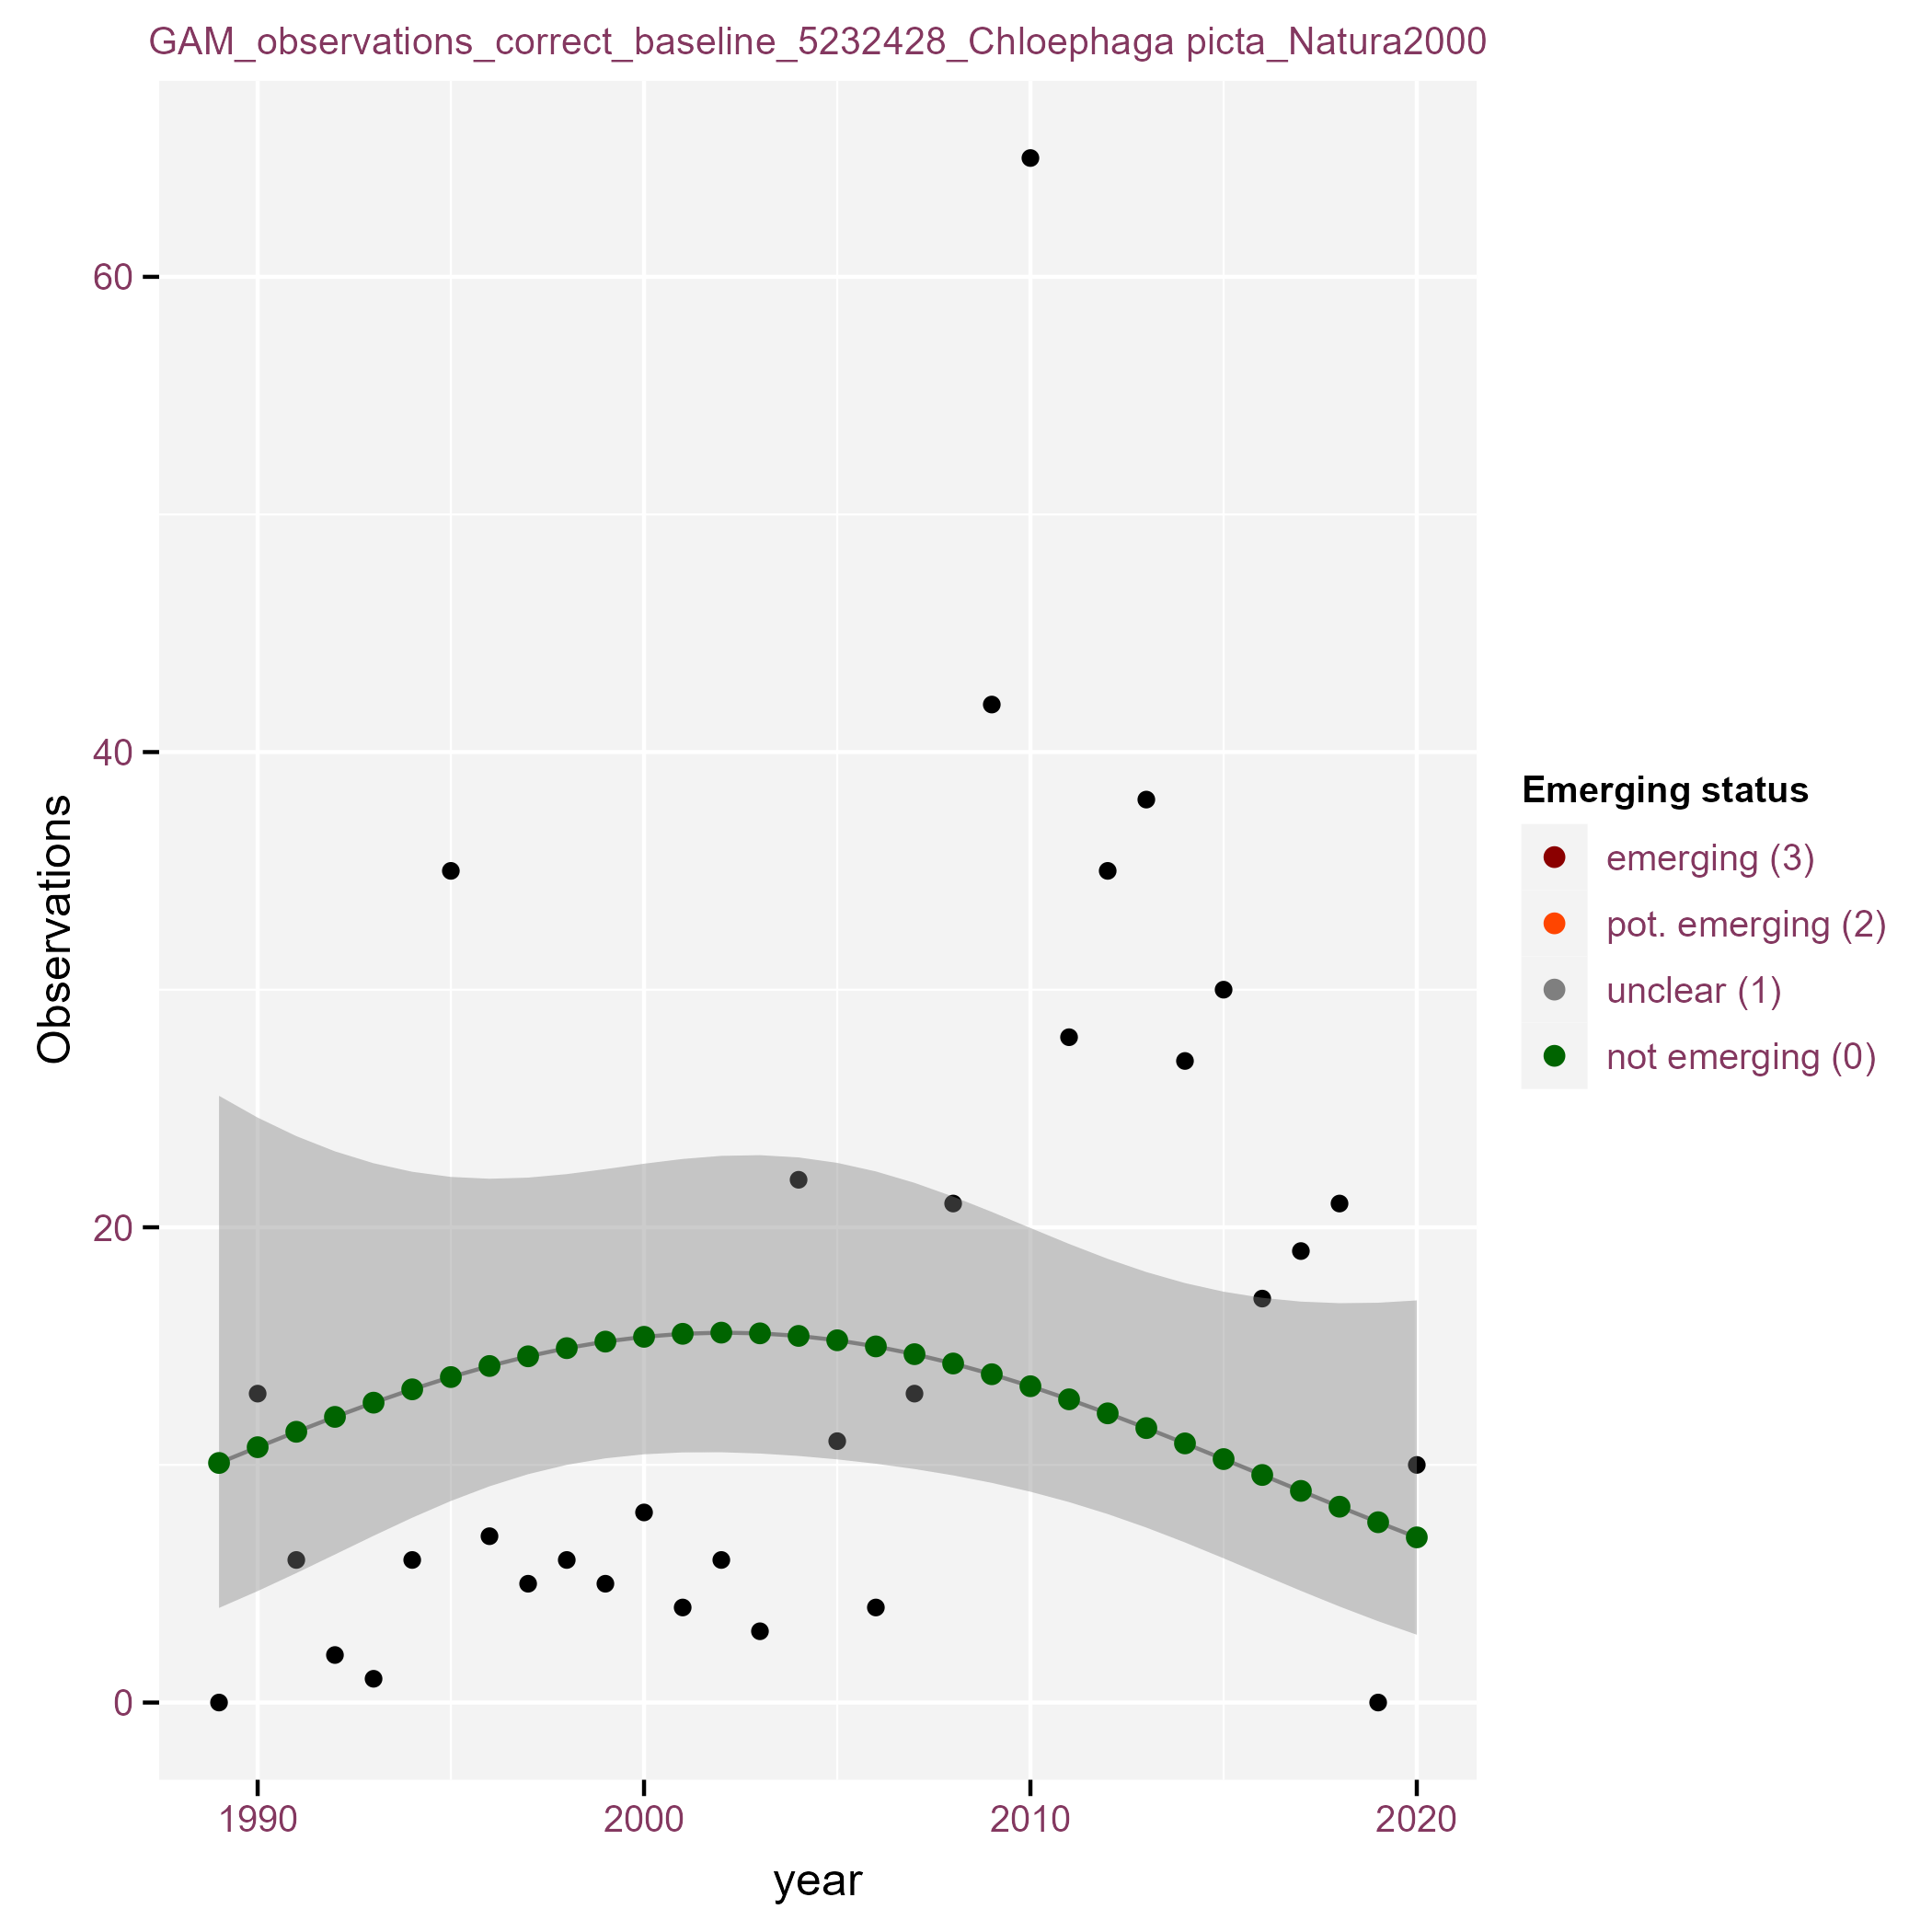 GAM_observations_correct_baseline_5232428_Chloephaga picta_Natura2000
60
40
20
0
Observations
1990 2000 2010 2020
year
Emerging status
emerging (3)
pot. emerging (2)
unclear (1)
not emerging (0)